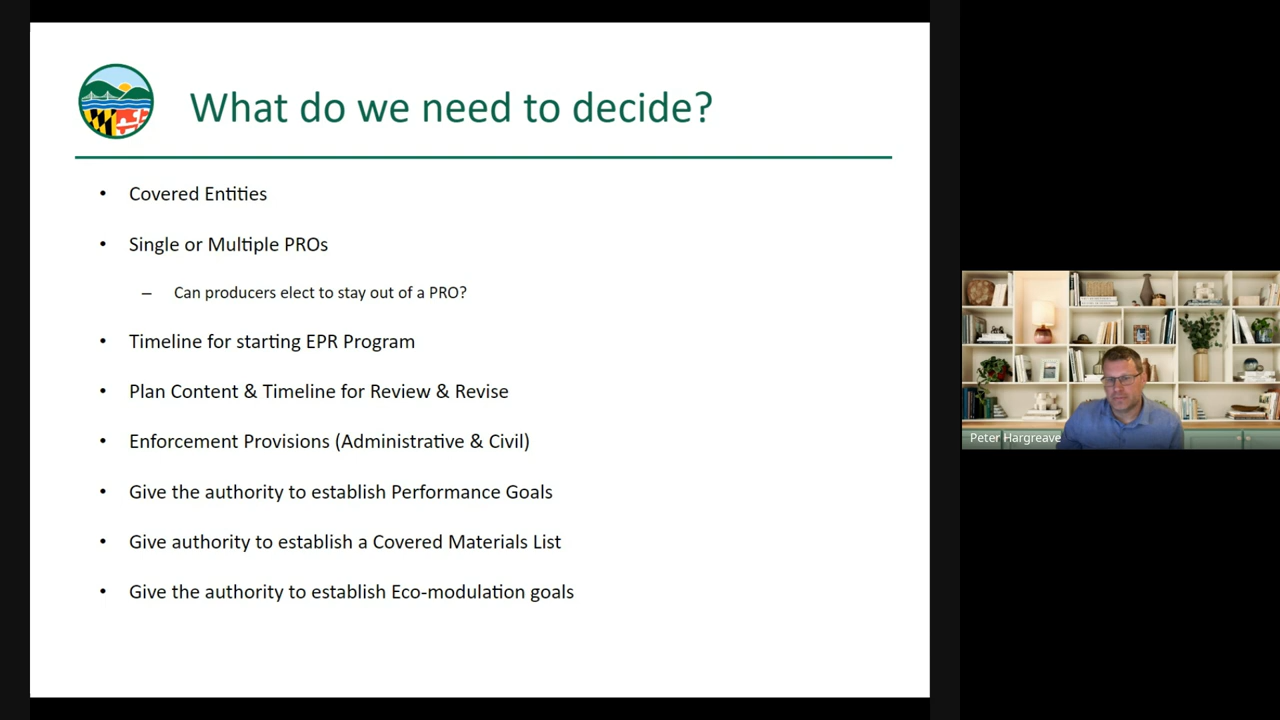 What do we need to decide?
• Covered Entities
• Single or Multiple PROs
– Can producers elect to stay out of a PRO?
• Timeline for starting EPR Program
• Plan Content & Timeline for Review & Revise
• Enforcement Provisions (Administrative & Civil)
• Give the authority to establish Performance Goals
• Give authority to establish a Covered Materials List
• Give the authority to establish Eco-modulation goals
Peter Hargreave